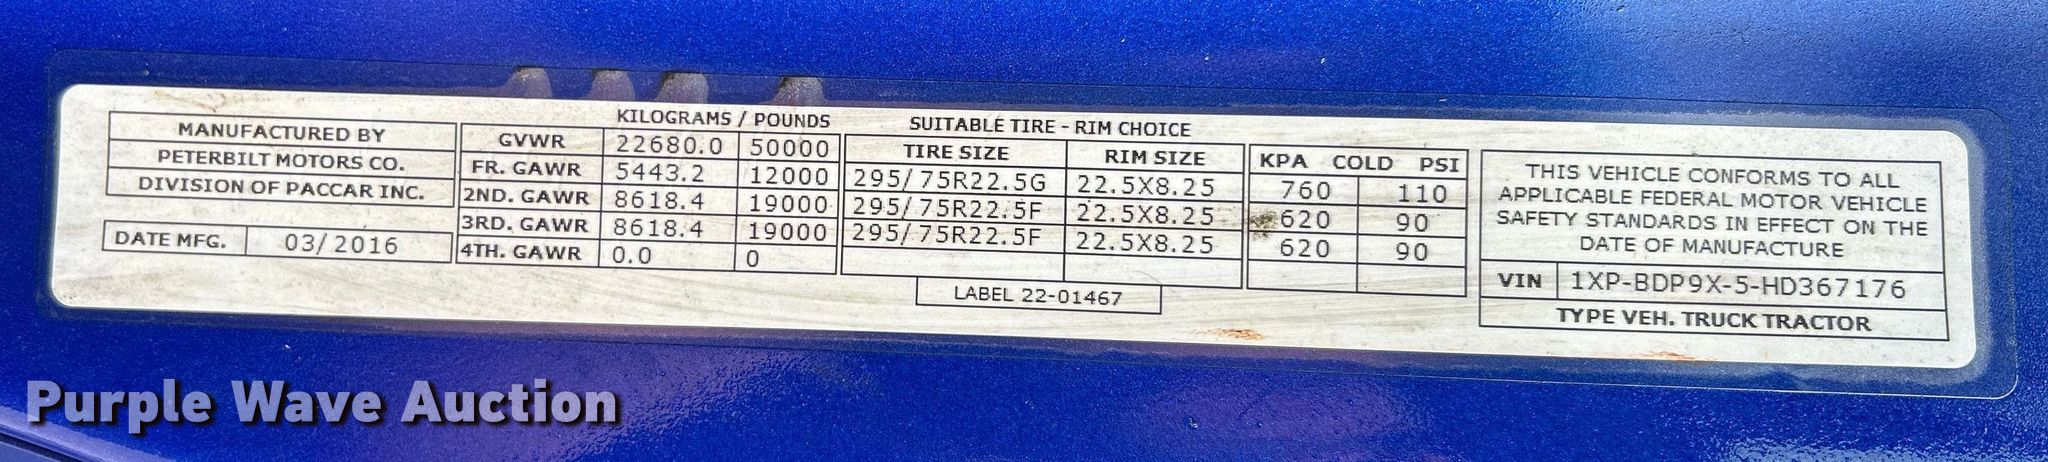 KILOGRAMS / POUNDS
SUITABLE TIRE - RIM CHOICE
MANUFACTURED BY
PETERBILT MOTORS CO.
DIVISION OF PACCAR INC.
DATE MFG. 03/2016
GVWR 22680.0 50000 TIRE SIZE RIM SIZE KPA COLD PSI
FR. GAWR 5443.2 12000 295/75R22.5G 22.5X8.25 760 110
2ND. GAWR 8618.4 19000 295/75R22.5F 22.5X8.25 620 90
3RD. GAWR 8618.4 19000 295/75R22.5F 22.5X8.25 620 90
4TH. GAWR 0.0 0
LABEL 22-01467
THIS VEHICLE CONFORMS TO ALL
APPLICABLE FEDERAL MOTOR VEHICLE
SAFETY STANDARDS IN EFFECT ON THE
DATE OF MANUFACTURE
VIN 1XP-BDP9X-5-HD367176
TYPE VEH. TRUCK TRACTOR
Purple Wave Auction